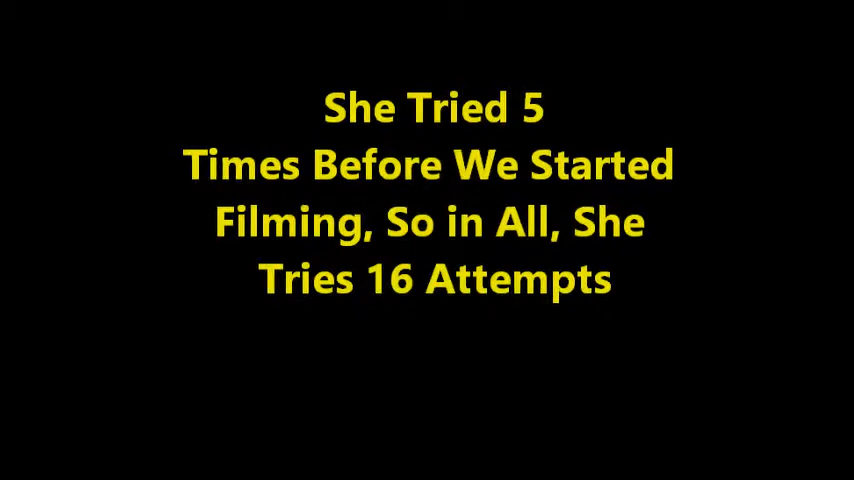 She Tried 5
Times Before We Started
Filming, So in All, She
Tries 16 Attempts